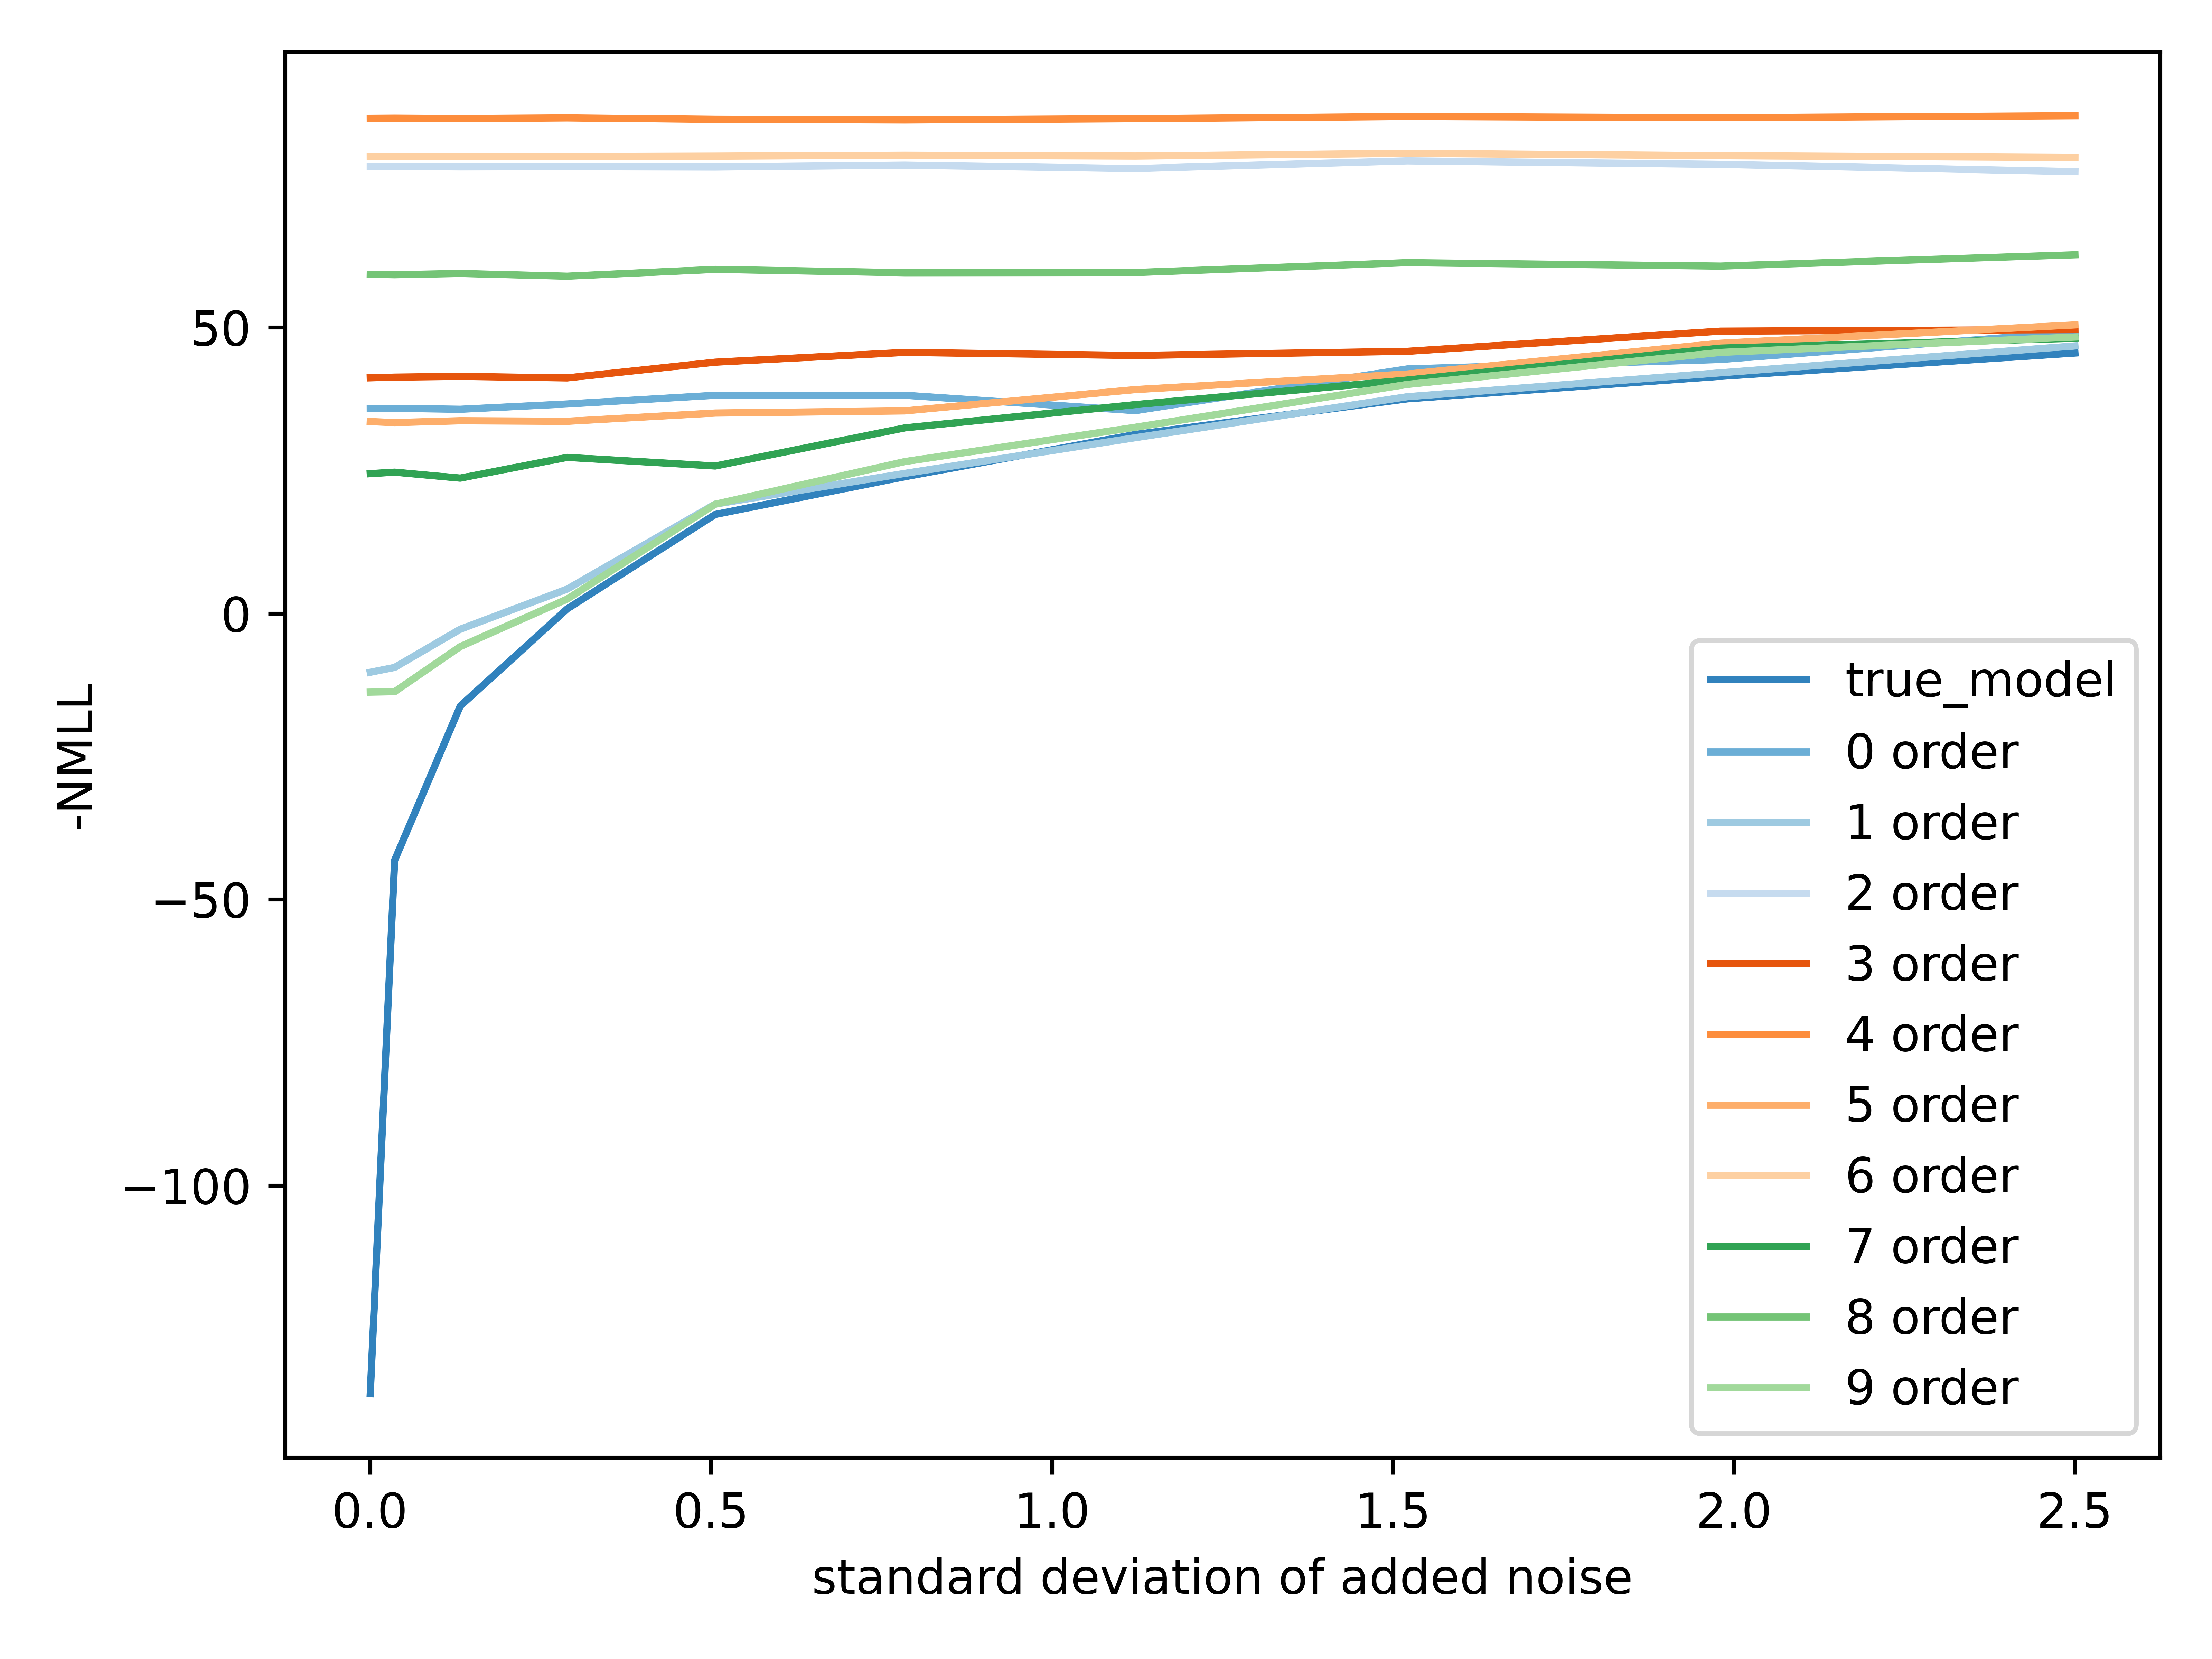 50
0
−50
−100
-NMLL
0.0 0.5 1.0 1.5 2.0 2.5
standard deviation of added noise
true_model
0 order
1 order
2 order
3 order
4 order
5 order
6 order
7 order
8 order
9 order